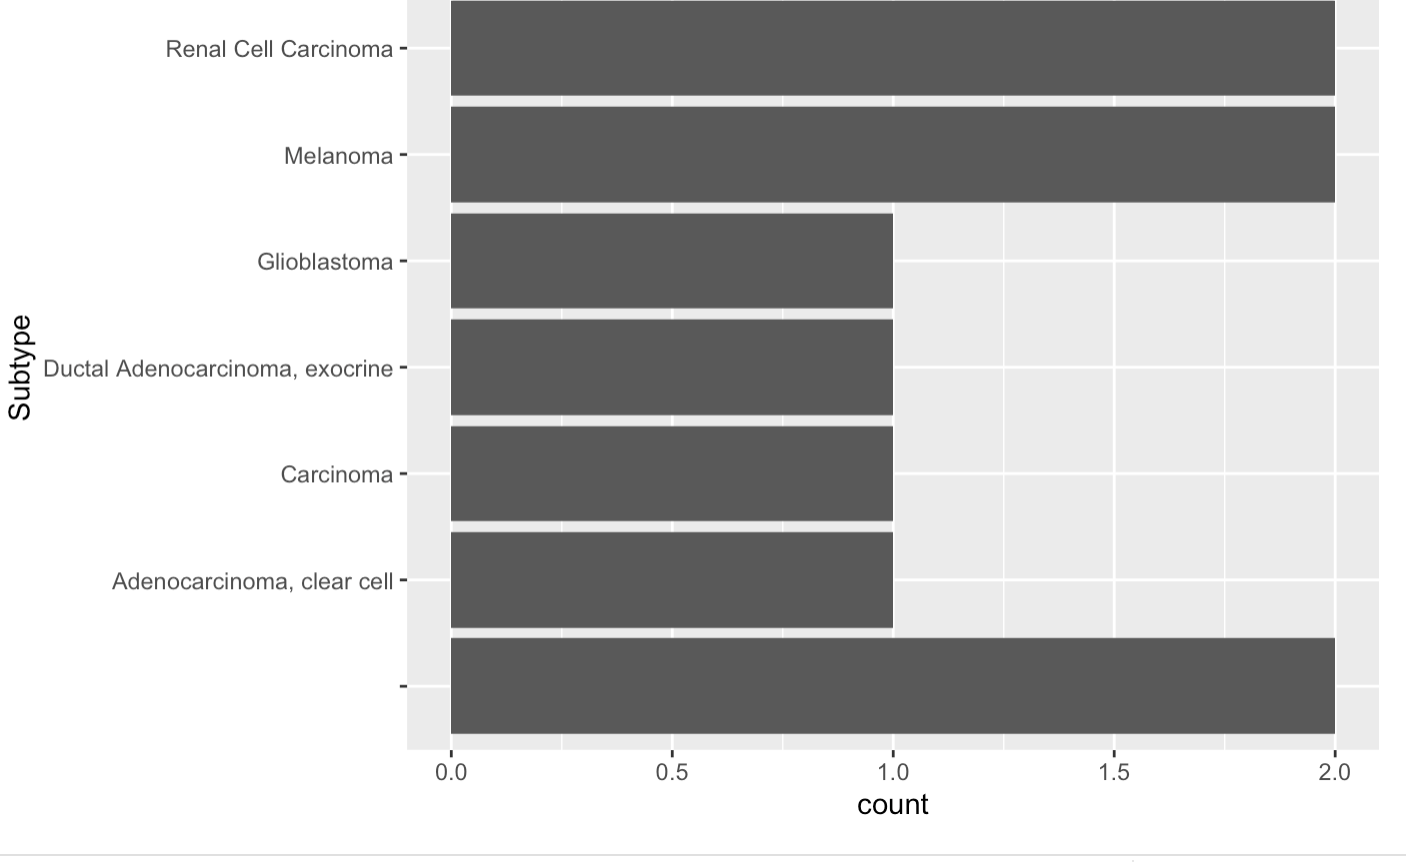 Renal Cell Carcinoma
Melanoma
Glioblastoma
Ductal Adenocarcinoma, exocrine
Carcinoma
Adenocarcinoma, clear cell
Subtype
0.0 0.5 1.0 1.5 2.0
count